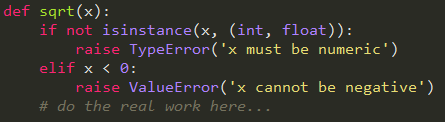 def sqrt(x):
    if not isinstance(x, (int, float)):
        raise TypeError('x must be numeric')
    elif x < 0:
        raise ValueError('x cannot be negative')
    # do the real work here...